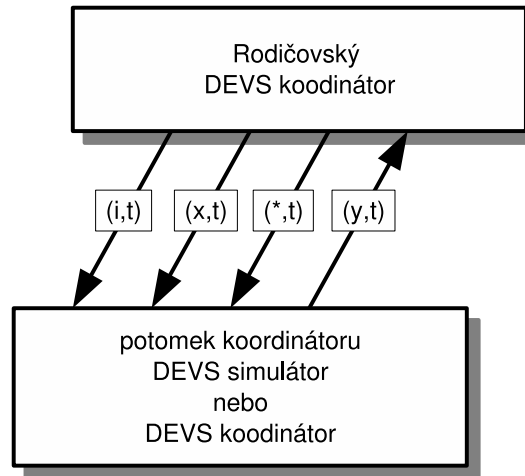 Rodičovský
DEVS koodinátor
(i,t) (x,t) (*,t) (y,t)
potomek koordinátoru
DEVS simulátor
nebo
DEVS koodinátor